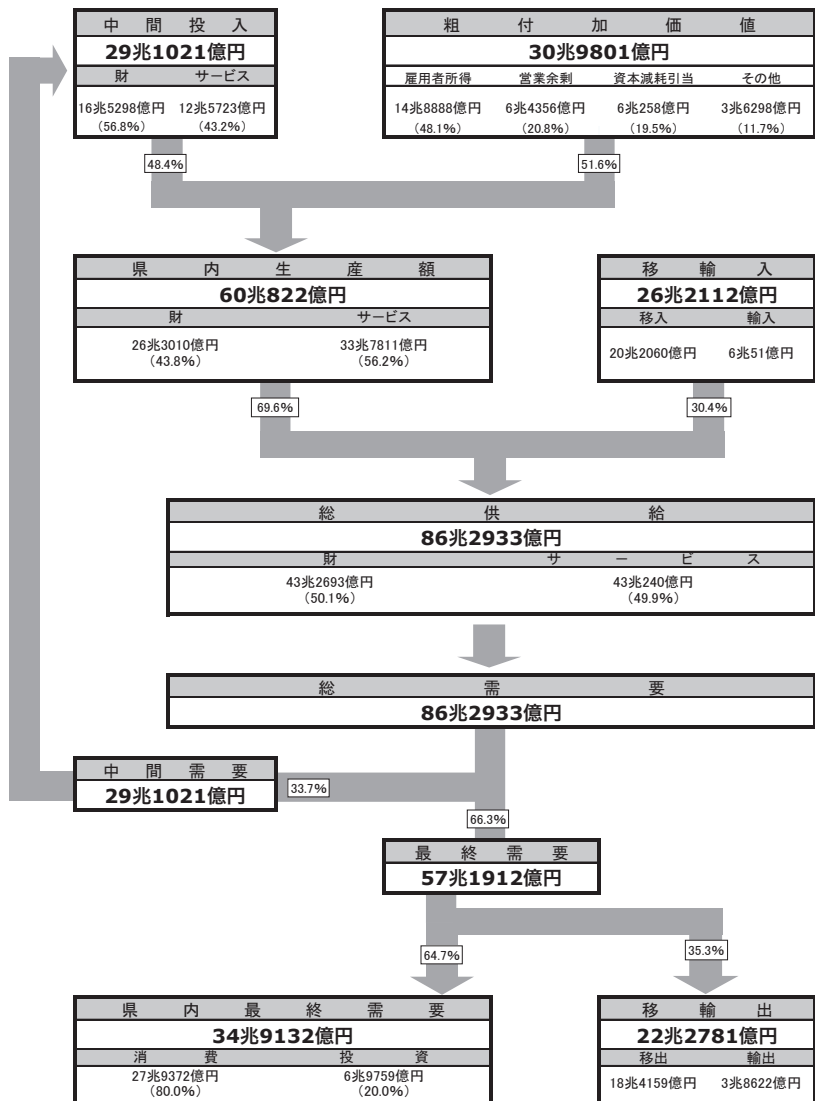 中間投入
29兆1021億円
財 サービス
16兆5298億円 12兆5723億円
(56.8%) (43.2%)
粗付加価値
30兆9801億円
雇用者所得 営業余剰 資本減耗引当 その他
14兆8888億円 6兆4356億円 6兆258億円 3兆6298億円
(48.1%) (20.8%) (19.5%) (11.7%)
48.4%
51.6%
県内生産額
60兆822億円
財 サービス
26兆3010億円 33兆7811億円
(43.8%) (56.2%)
移輸入
26兆2112億円
移入 輸入
20兆2060億円 6兆51億円
69.6%
30.4%
総供給
86兆2933億円
財 サービス
43兆2693億円 43兆240億円
(50.1%) (49.9%)
総需要
86兆2933億円
中間需要
29兆1021億円
33.7%
66.3%
最終需要
57兆1912億円
64.7%
35.3%
県内最終需要
34兆9132億円
消費 投資
27兆9372億円 6兆9759億円
(80.0%) (20.0%)
移輸出
22兆2781億円
移出 輸出
18兆4159億円 3兆8622億円